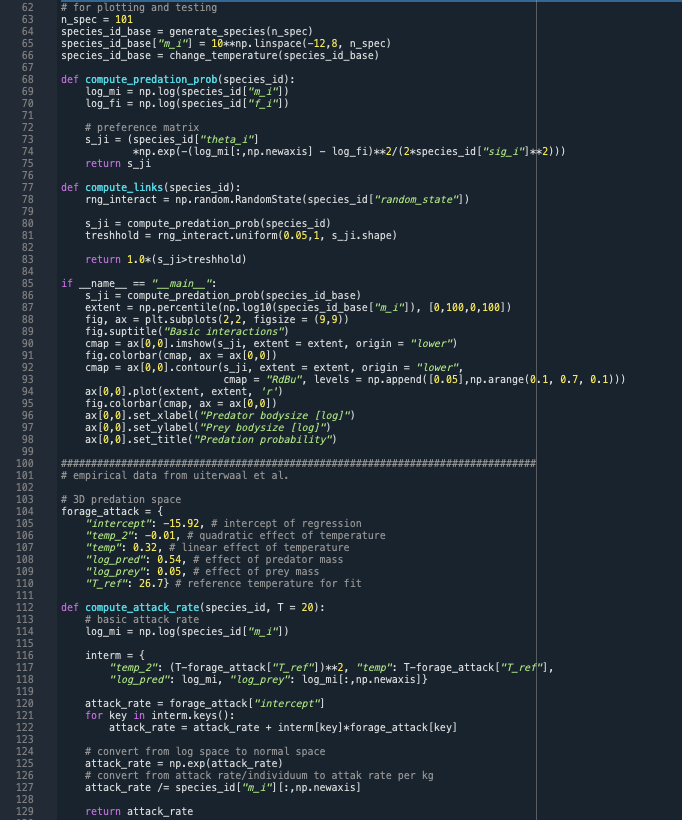 62 # for plotting and testing
63 n_spec = 101
64 species_id_base = generate_species(n_spec)
65 species_id_base["m_i"] = 10**np.linspace(-12,8, n_spec)
66 species_id_base = change_temperature(species_id_base)
67
68 def compute_predation_prob(species_id):
69     log_mi = np.log(species_id["m_i"])
70     log_fi = np.log(species_id["f_i"])
71
72     # preference matrix
73     s_ji = (species_id["theta_i"]
74             *np.exp(-(log_mi[:,np.newaxis] - log_fi)**2/(2*species_id["sig_i"]**2)))
75     return s_ji
76
77 def compute_links(species_id):
78     rng_interact = np.random.RandomState(species_id["random_state"])
79
80     s_ji = compute_predation_prob(species_id)
81     treshhold = rng_interact.uniform(0.05,1, s_ji.shape)
82
83     return 1.0*(s_ji>treshhold)
84
85 if __name__ == "__main__":
86     s_ji = compute_predation_prob(species_id_base)
87     extent = np.percentile(np.log10(species_id_base["m_i"]), [0,100,0,100])
88     fig, ax = plt.subplots(2,2, figsize = (9,9))
89     fig.suptitle("Basic interactions")
90     cmap = ax[0,0].imshow(s_ji, extent = extent, origin = "lower")
91     fig.colorbar(cmap, ax = ax[0,0])
92     cmap = ax[0,0].contour(s_ji, extent = extent, origin = "lower",
93                            cmap = "RdBu", levels = np.append([0.05],np.arange(0.1, 0.7, 0.1)))
94     ax[0,0].plot(extent, extent, 'r')
95     fig.colorbar(cmap, ax = ax[0,0])
96     ax[0,0].set_xlabel("Predator bodysize [log]")
97     ax[0,0].set_ylabel("Prey bodysize [log]")
98     ax[0,0].set_title("Predation probability")
99
100 ###############################################################################
101 # empirical data from uiterwaal et al.
102
103 # 3D predation space
104 forage_attack = {
105     "intercept": -15.92, # intercept of regression
106     "temp_2": -0.01, # quadratic effect of temperature
107     "temp": 0.32, # linear effect of temperature
108     "log_pred": 0.54, # effect of predator mass
109     "log_prey": 0.05, # effect of prey mass
110     "T_ref": 26.7} # reference temperature for fit
111
112 def compute_attack_rate(species_id, T = 20):
113     # basic attack rate
114     log_mi = np.log(species_id["m_i"])
115
116     interm = {
117         "temp_2": (T-forage_attack["T_ref"])**2, "temp": T-forage_attack["T_ref"],
118         "log_pred": log_mi, "log_prey": log_mi[:,np.newaxis]}
119
120     attack_rate = forage_attack["intercept"]
121     for key in interm.keys():
122         attack_rate = attack_rate + interm[key]*forage_attack[key]
123
124     # convert from log space to normal space
125     attack_rate = np.exp(attack_rate)
126     # convert from attack rate/individuum to attak rate per kg
127     attack_rate /= species_id["m_i"][:,np.newaxis]
128
129     return attack_rate